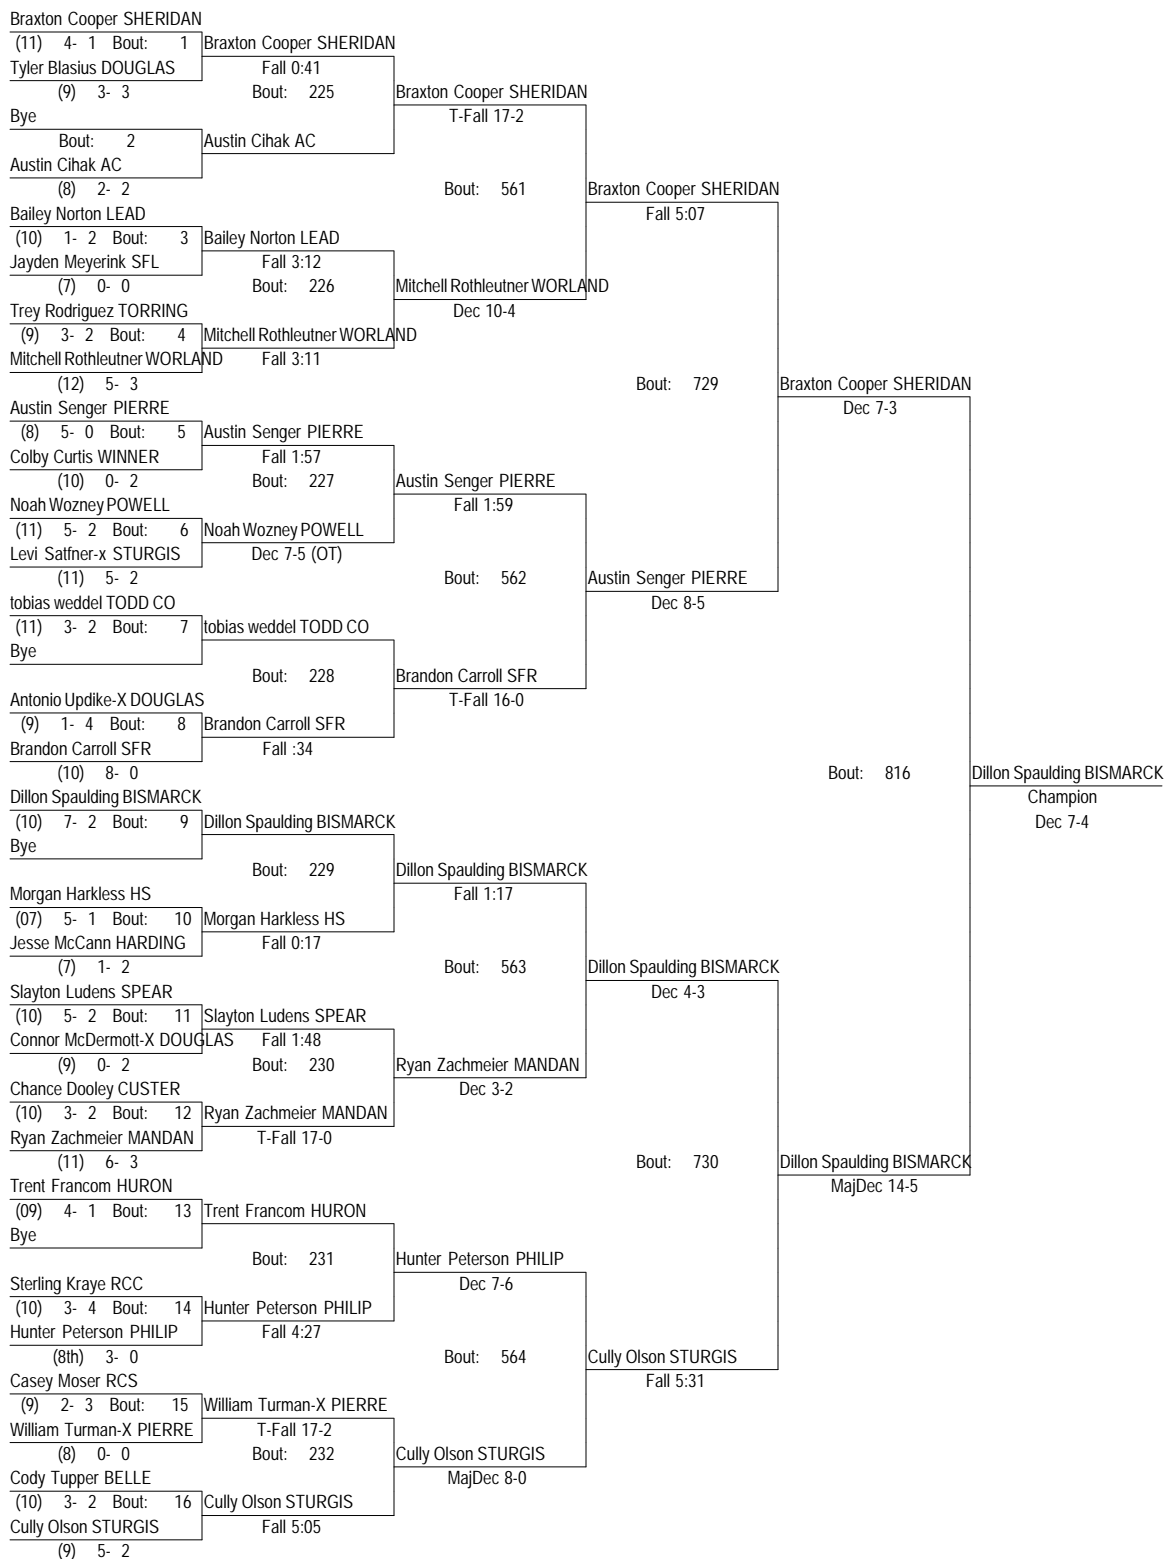 Braxton Cooper SHERIDAN
(11) 4- 1 Bout: 1 Braxton Cooper SHERIDAN
Tyler Blasius DOUGLAS Fall 0:41
(9) 3- 3 Bout: 225 Braxton Cooper SHERIDAN
Bye T-Fall 17-2
Bout: 2 Austin Cihak AC
Austin Cihak AC
(8) 2- 2 Bout: 561 Braxton Cooper SHERIDAN
Bailey Norton LEAD Fall 5:07
(10) 1- 2 Bout: 3 Bailey Norton LEAD
Jayden Meyerink SFL Fall 3:12
(7) 0- 0 Bout: 226 Mitchell Rothleutner WORLAND
Trey Rodriguez TORRING Dec 10-4
(9) 3- 2 Bout: 4 Mitchell Rothleutner WORLAND
Mitchell Rothleutner WORLAND Fall 3:11
(12) 5- 3 Bout: 729 Braxton Cooper SHERIDAN
Austin Senger PIERRE Dec 7-3
(8) 5- 0 Bout: 5 Austin Senger PIERRE
Colby Curtis WINNER Fall 1:57
(10) 0- 2 Bout: 227 Austin Senger PIERRE
Noah Wozney POWELL Fall 1:59
(11) 5- 2 Bout: 6 Noah Wozney POWELL
Levi Satfner-x STURGIS Dec 7-5 (OT)
(11) 5- 2 Bout: 562 Austin Senger PIERRE
tobias weddel TODD CO Dec 8-5
(11) 3- 2 Bout: 7 tobias weddel TODD CO
Bye
Bout: 228 Brandon Carroll SFR
Antonio Updike-X DOUGLAS T-Fall 16-0
(9) 1- 4 Bout: 8 Brandon Carroll SFR
Brandon Carroll SFR Fall :34
(10) 8- 0 Bout: 816 Dillon Spaulding BISMARCK
Dillon Spaulding BISMARCK Champion
(10) 7- 2 Bout: 9 Dillon Spaulding BISMARCK Dec 7-4
Bye
Bout: 229 Dillon Spaulding BISMARCK
Morgan Harkless HS Fall 1:17
(07) 5- 1 Bout: 10 Morgan Harkless HS
Jesse McCann HARDING Fall 0:17
(7) 1- 2 Bout: 563 Dillon Spaulding BISMARCK
Slayton Ludens SPEAR Dec 4-3
(10) 5- 2 Bout: 11 Slayton Ludens SPEAR
Connor McDermott-X DOUGLAS Fall 1:48
(9) 0- 2 Bout: 230 Ryan Zachmeier MANDAN
Chance Dooley CUSTER Dec 3-2
(10) 3- 2 Bout: 12 Ryan Zachmeier MANDAN
Ryan Zachmeier MANDAN T-Fall 17-0
(11) 6- 3 Bout: 730 Dillon Spaulding BISMARCK
Trent Francom HURON MajDec 14-5
(09) 4- 1 Bout: 13 Trent Francom HURON
Bye
Bout: 231 Hunter Peterson PHILIP
Sterling Kraye RCC Dec 7-6
(10) 3- 4 Bout: 14 Hunter Peterson PHILIP
Hunter Peterson PHILIP Fall 4:27
(8th) 3- 0 Bout: 564 Cully Olson STURGIS
Casey Moser RCS Fall 5:31
(9) 2- 3 Bout: 15 William Turman-X PIERRE
William Turman-X PIERRE T-Fall 17-2
(8) 0- 0 Bout: 232 Cully Olson STURGIS
Cody Tupper BELLE MajDec 8-0
(10) 3- 2 Bout: 16 Cully Olson STURGIS
Cully Olson STURGIS Fall 5:05
(9) 5- 2